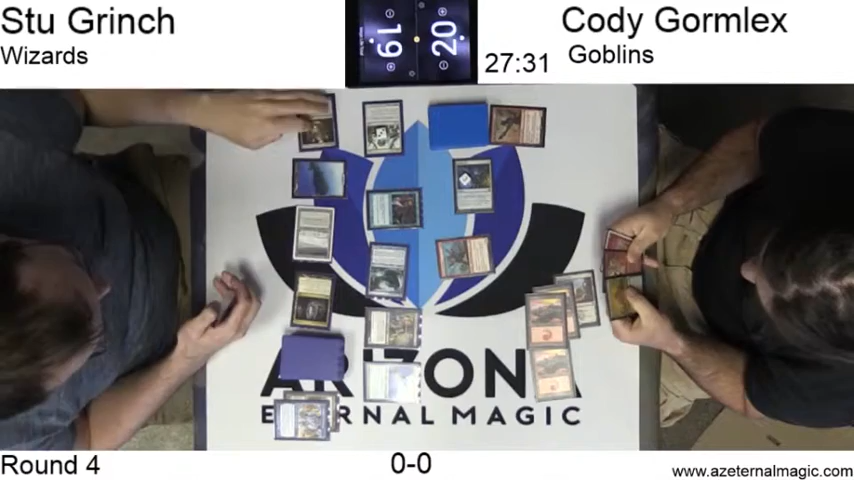 Stu Grinch
Wizards
19
20
27:31
Cody Gormlex
Goblins
ARIZONA
ETERNAL MAGIC
Round 4
0-0
www.azeternalmagic.com